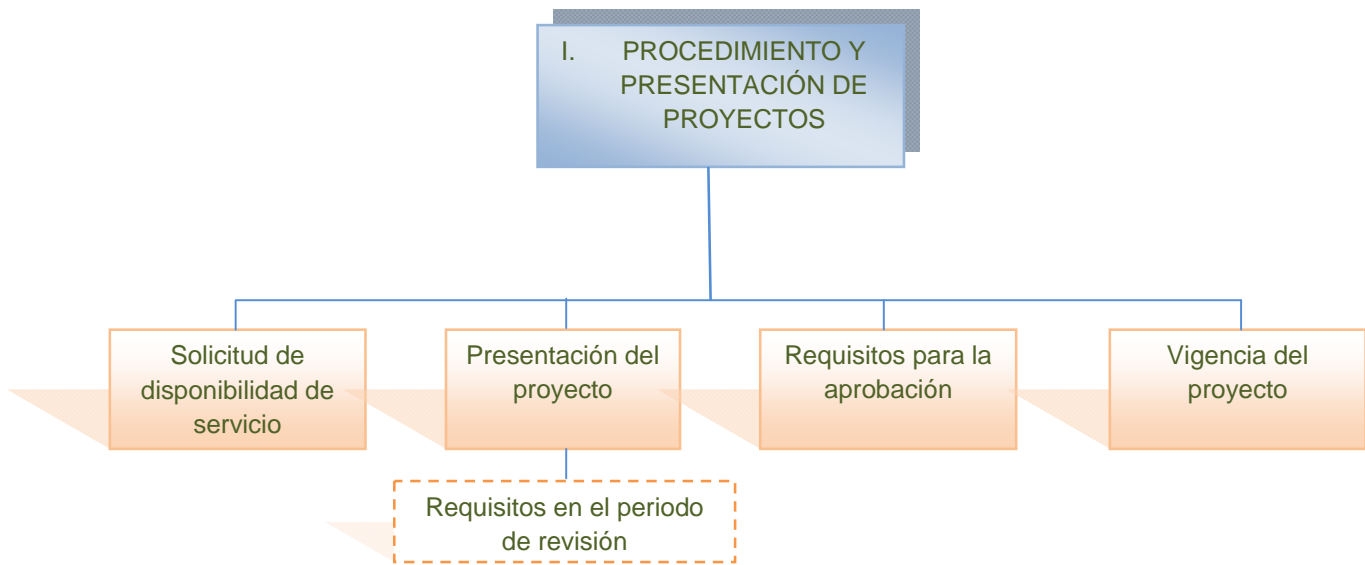 I. PROCEDIMIENTO Y
PRESENTACIÓN DE
PROYECTOS
Solicitud de
disponibilidad de
servicio
Presentación del
proyecto
Requisitos para la
aprobación
Vigencia del
proyecto
Requisitos en el periodo
de revisión